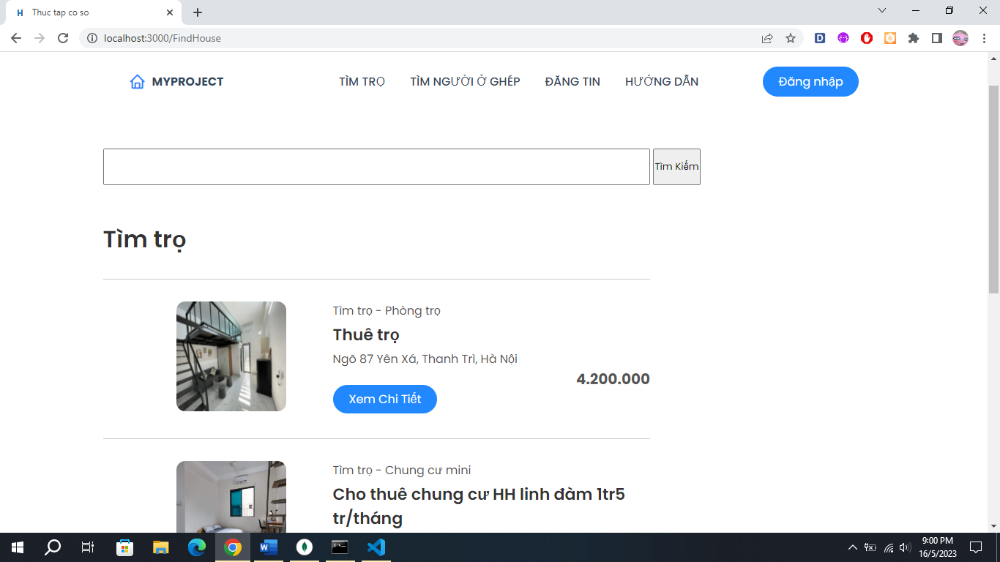 Thuc tap co so
localhost:3000/FindHouse
MYPROJECT
TÌM TRỌ
TÌM NGƯỜI Ở GHÉP
ĐĂNG TIN
HƯỚNG DẪN
Đăng nhập
Tìm Kiếm
Tìm trọ
Tìm trọ - Phòng trọ
Thuê trọ
Ngõ 87 Yên Xá, Thanh Trì, Hà Nội
4.200.000
Xem Chi Tiết
Tìm trọ - Chung cư mini
Cho thuê chung cư HH linh đàm 1tr5
tr/tháng
9:00 PM
16/5/2023